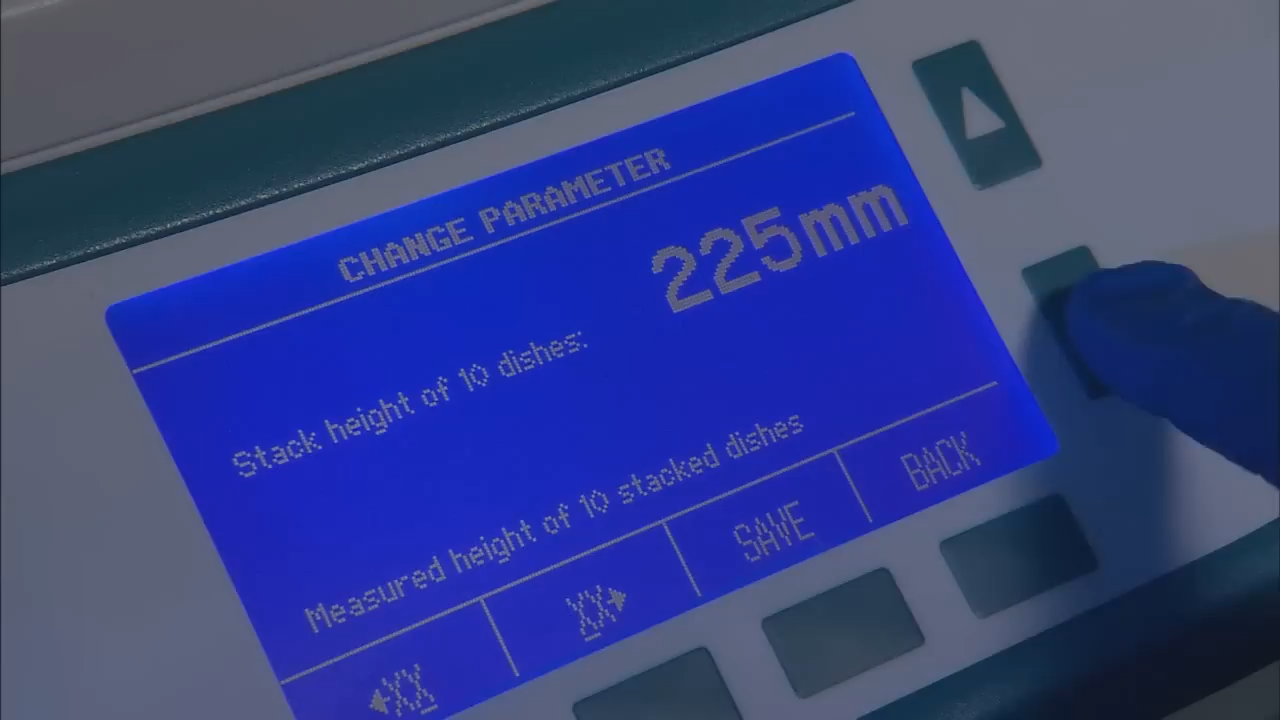 CHANGE PARAMETER
225mm
Stack height of 10 dishes:
Measured height of 10 stacked dishes
XX XX SAVE BACK